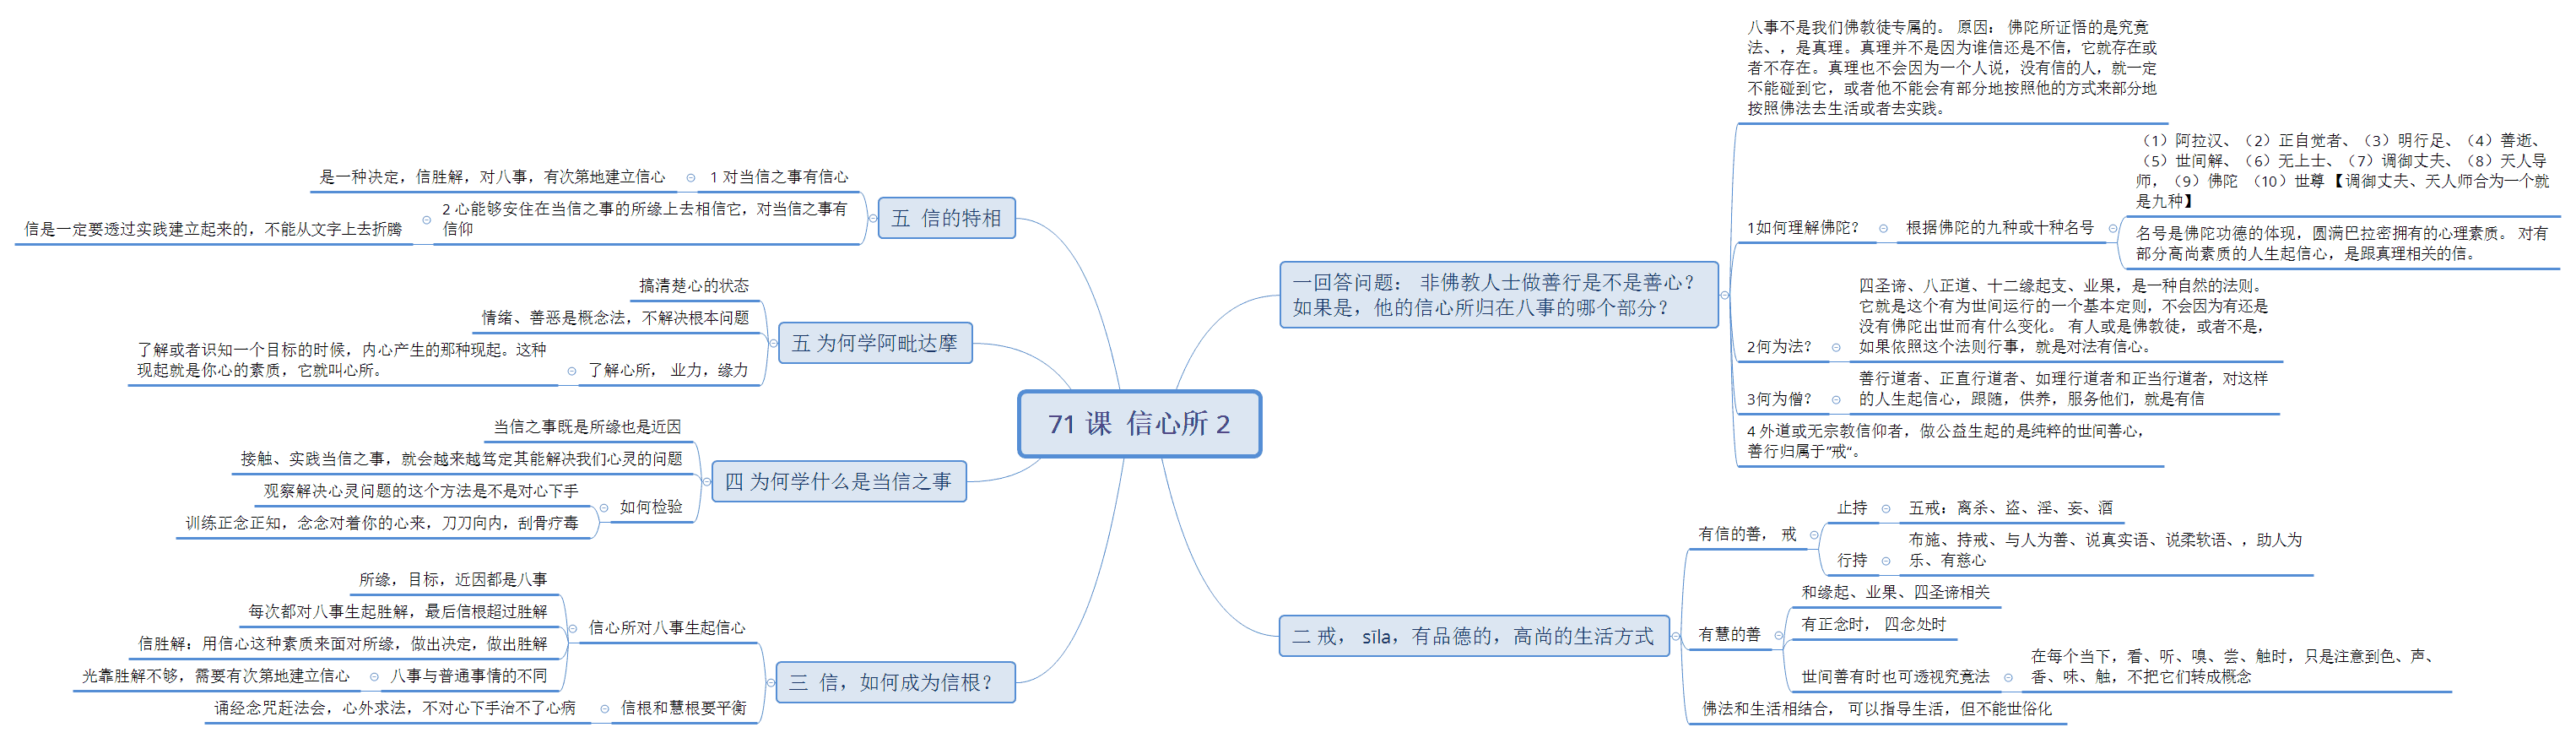 71 课  信心所 2
一回答问题： 非佛教人士做善行是不是善心？
如果是，他的信心所归在八事的哪个部分？
八事不是我们佛教徒专属的。 原因： 佛陀所证悟的是究竟
法、，是真理。真理并不是因为谁信还是不信，它就存在或
者不存在。真理也不会因为一个人说，没有信的人，就一定
不能碰到它，或者他不能会有部分地按照他的方式来部分地
按照佛法去生活或者去实践。
1如何理解佛陀？
根据佛陀的九种或十种名号
（1）阿拉汉、（2）正自觉者、（3）明行足、（4）善逝、
（5）世间解、（6）无上士、（7）调御丈夫、（8）天人导
师，（9）佛陀 （10）世尊【调御丈夫、天人师合为一个就
是九种】
名号是佛陀功德的体现，圆满巴拉密拥有的心理素质。 对有
部分高尚素质的人生起信心，是跟真理相关的信。
2何为法？
四圣谛、八正道、十二缘起支、业果，是一种自然的法则。
它就是这个有为世间运行的一个基本定则，不会因为有还是
没有佛陀出世而有什么变化。 有人或是佛教徒，或者不是，
如果依照这个法则行事，就是对法有信心。
3何为僧？
善行道者、正直行道者、如理行道者和正当行道者，对这样
的人生起信心，跟随，供养，服务他们，就是有信
4 外道或无宗教信仰者，做公益生起的是纯粹的世间善心，
善行归属于”戒“。
二 戒， sīla，有品德的，高尚的生活方式
有信的善， 戒
止持
五戒：离杀、盗、淫、妄、酒
行持
布施、持戒、与人为善、说真实语、说柔软语、，助人为
乐、有慈心
有慧的善
和缘起、业果、四圣谛相关
有正念时， 四念处时
世间善有时也可透视究竟法
在每个当下，看、听、嗅、尝、触时，只是注意到色、声、
香、味、触，不把它们转成概念
佛法和生活相结合， 可以指导生活，但不能世俗化
三  信，如何成为信根？
信心所对八事生起信心
所缘，目标，近因都是八事
每次都对八事生起胜解，最后信根超过胜解
信胜解：用信心这种素质来面对所缘，做出决定，做出胜解
八事与普通事情的不同
光靠胜解不够，需要有次第地建立信心
信根和慧根要平衡
诵经念咒赶法会，心外求法，不对心下手治不了心病
四 为何学什么是当信之事
当信之事既是所缘也是近因
接触、实践当信之事，就会越来越笃定其能解决我们心灵的问题
如何检验
观察解决心灵问题的这个方法是不是对心下手
训练正念正知，念念对着你的心来，刀刀向内，刮骨疗毒
五 为何学阿毗达摩
搞清楚心的状态
情绪、善恶是概念法，不解决根本问题
了解心所， 业力，缘力
了解或者识知一个目标的时候，内心产生的那种现起。这种
现起就是你心的素质，它就叫心所。
五  信的特相
1 对当信之事有信心
是一种决定，信胜解，对八事，有次第地建立信心
2 心能够安住在当信之事的所缘上去相信它，对当信之事有
信仰
信是一定要透过实践建立起来的，不能从文字上去折腾